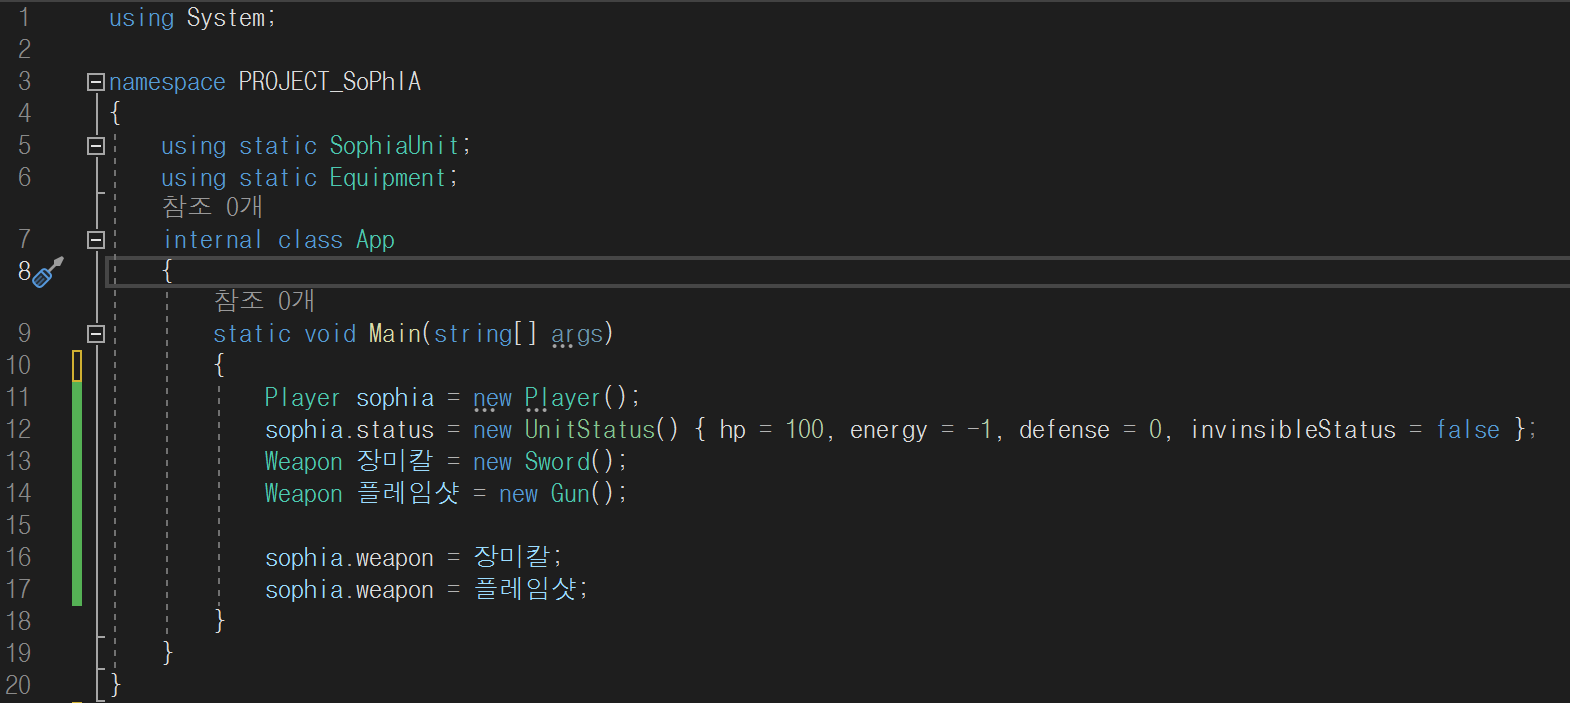 1 using System;
2
3 namespace PROJECT_SoPhIA
4 {
5 using static SophiaUnit;
6 using static Equipment;
참조 0개
7 internal class App
8 {
참조 0개
9 static void Main(string[] args)
10 {
11 Player sophia = new Player();
12 sophia.status = new UnitStatus() { hp = 100, energy = -1, defense = 0, invinsibleStatus = false };
13 Weapon 장미칼 = new Sword();
14 Weapon 플레임샷 = new Gun();
15
16 sophia.weapon = 장미칼;
17 sophia.weapon = 플레임샷;
18 }
19 }
20 }